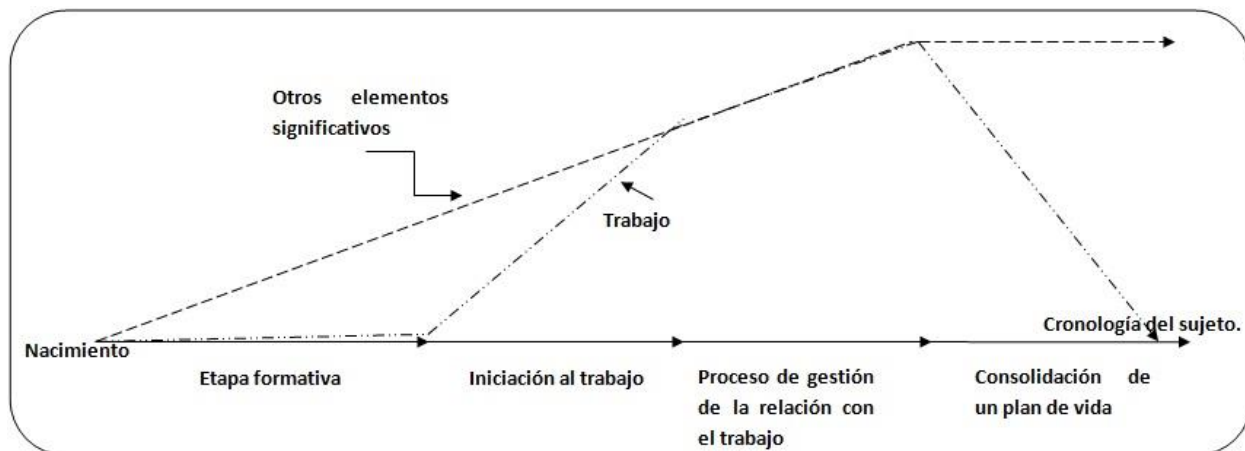 Otros elementos
significativos
Trabajo
Cronología del sujeto.
Nacimiento
Etapa formativa
Iniciación al trabajo
Proceso de gestión
de la relación con
el trabajo
Consolidación de
un plan de vida